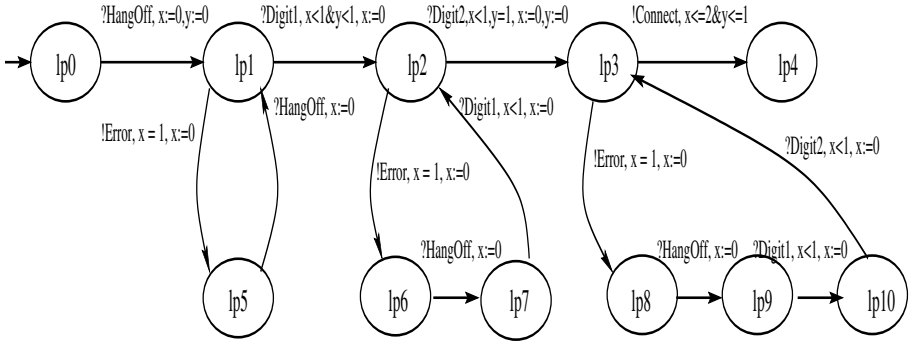 ?HangOff, x:=0,y:=0
?Digit1, x<1&y<1, x:=0
?Digit2,x<1,y=1, x:=0,y:=0
!Connect, x<=2&y<=1
lp0
lp1
lp2
lp3
lp4
!Error, x = 1, x:=0
?HangOff, x:=0
!Error, x = 1, x:=0
?Digit1, x<1, x:=0
!Error, x = 1, x:=0
?Digit2, x<1, x:=0
?HangOff, x:=0
?HangOff, x:=0
?Digit1, x<1, x:=0
lp5
lp6
lp7
lp8
lp9
lp10